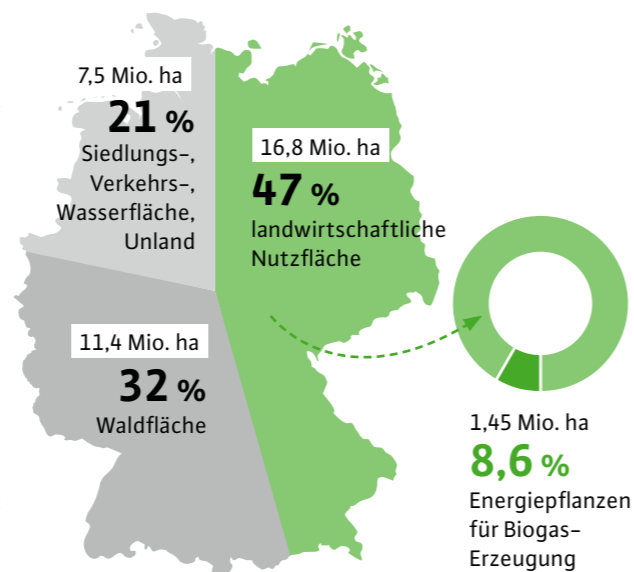 7,5 Mio. ha
21 %
Siedlungs-,
Verkehrs-,
Wasserfläche,
Unland
16,8 Mio. ha
47 %
landwirtschaftliche
Nutzfläche
11,4 Mio. ha
32 %
Waldfläche
1,45 Mio. ha
8,6 %
Energiepflanzen
für Biogas-
Erzeugung